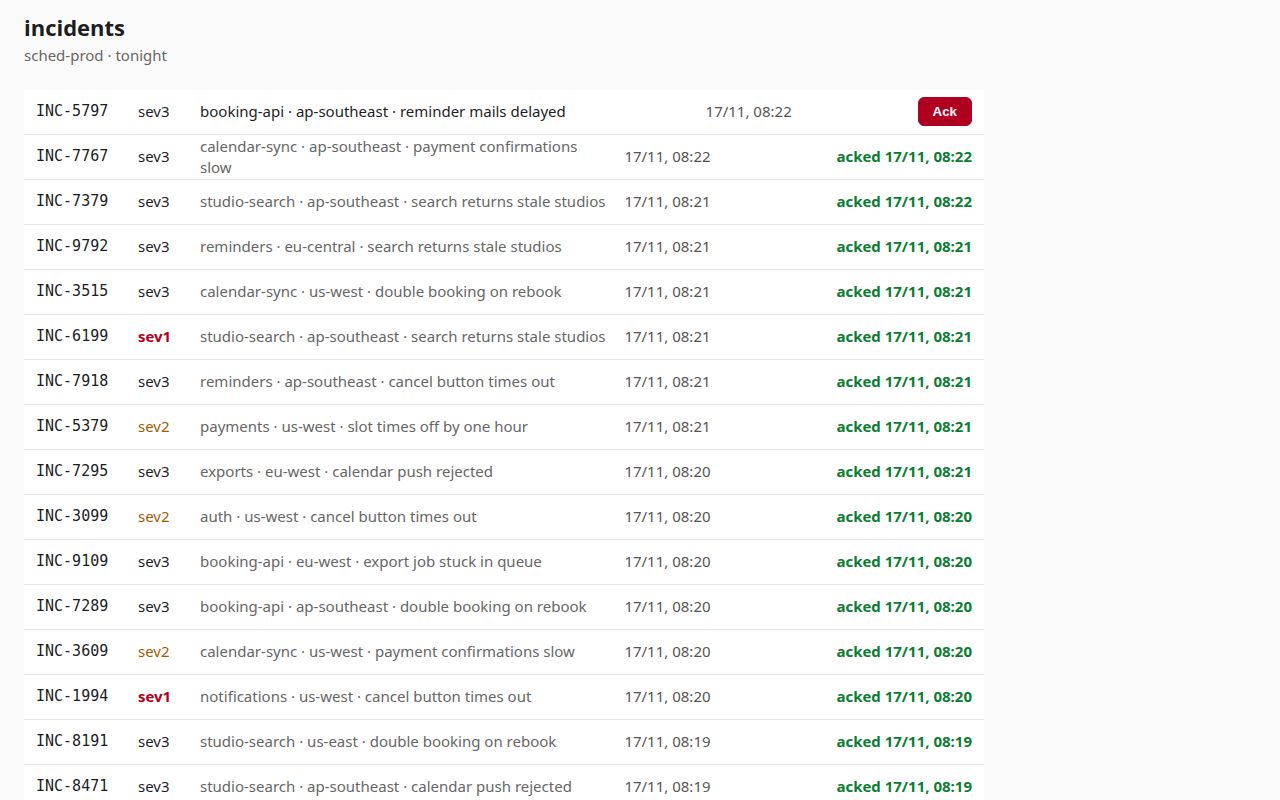 incidents
sched-prod · tonight
INC-5797 sev3 booking-api · ap-southeast · reminder mails delayed 17/11, 08:22 Ack
INC-7767 sev3 calendar-sync · ap-southeast · payment confirmations slow 17/11, 08:22 acked 17/11, 08:22
INC-7379 sev3 studio-search · ap-southeast · search returns stale studios 17/11, 08:21 acked 17/11, 08:22
INC-9792 sev3 reminders · eu-central · search returns stale studios 17/11, 08:21 acked 17/11, 08:21
INC-3515 sev3 calendar-sync · us-west · double booking on rebook 17/11, 08:21 acked 17/11, 08:21
INC-6199 sev1 studio-search · ap-southeast · search returns stale studios 17/11, 08:21 acked 17/11, 08:21
INC-7918 sev3 reminders · ap-southeast · cancel button times out 17/11, 08:21 acked 17/11, 08:21
INC-5379 sev2 payments · us-west · slot times off by one hour 17/11, 08:21 acked 17/11, 08:21
INC-7295 sev3 exports · eu-west · calendar push rejected 17/11, 08:20 acked 17/11, 08:21
INC-3099 sev2 auth · us-west · cancel button times out 17/11, 08:20 acked 17/11, 08:20
INC-9109 sev3 booking-api · eu-west · export job stuck in queue 17/11, 08:20 acked 17/11, 08:20
INC-7289 sev3 booking-api · ap-southeast · double booking on rebook 17/11, 08:20 acked 17/11, 08:20
INC-3609 sev2 calendar-sync · us-west · payment confirmations slow 17/11, 08:20 acked 17/11, 08:20
INC-1994 sev1 notifications · us-west · cancel button times out 17/11, 08:20 acked 17/11, 08:20
INC-8191 sev3 studio-search · us-east · double booking on rebook 17/11, 08:19 acked 17/11, 08:19
INC-8471 sev3 studio-search · ap-southeast · calendar push rejected 17/11, 08:19 acked 17/11, 08:19